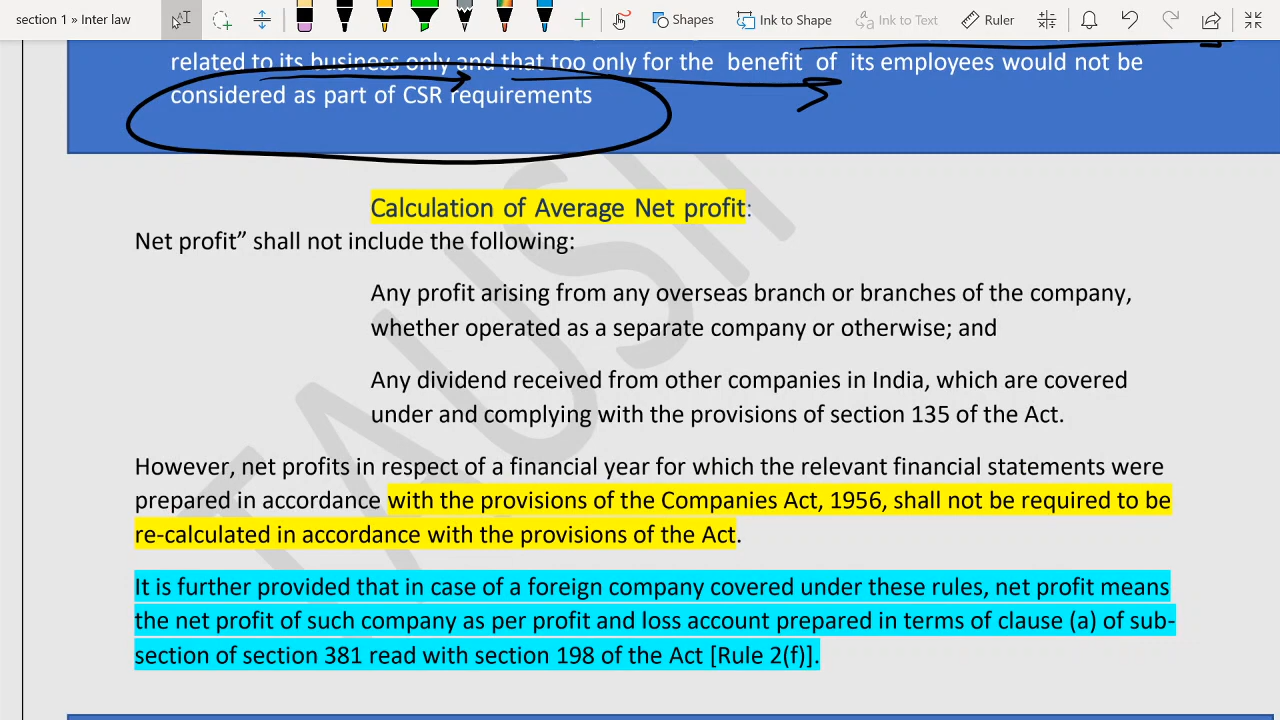 section 1 » Inter law
Shapes
Ink to Shape
Ink to Text
Ruler
related to its business only and that too only for the benefit of its employees would not be
considered as part of CSR requirements
Calculation of Average Net profit:
Net profit” shall not include the following:
Any profit arising from any overseas branch or branches of the company,
whether operated as a separate company or otherwise; and
Any dividend received from other companies in India, which are covered
under and complying with the provisions of section 135 of the Act.
However, net profits in respect of a financial year for which the relevant financial statements were
prepared in accordance with the provisions of the Companies Act, 1956, shall not be required to be
re-calculated in accordance with the provisions of the Act.
It is further provided that in case of a foreign company covered under these rules, net profit means
the net profit of such company as per profit and loss account prepared in terms of clause (a) of sub-
section of section 381 read with section 198 of the Act [Rule 2(f)].